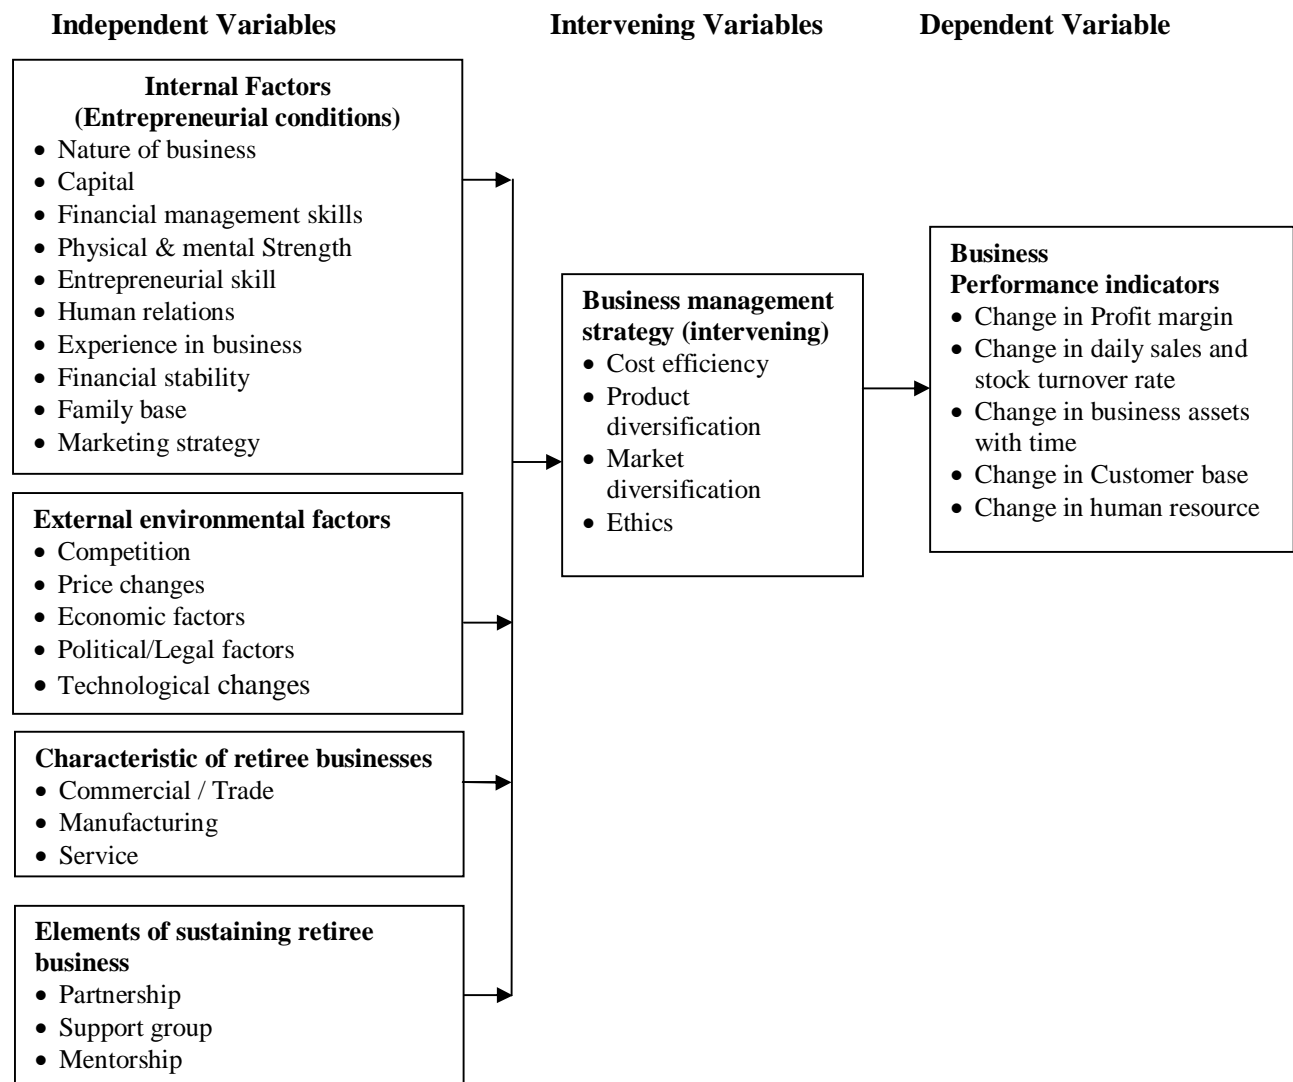 Independent Variables
Intervening Variables
Dependent Variable
Internal Factors
(Entrepreneurial conditions)
• Nature of business
• Capital
• Financial management skills
• Physical & mental Strength
• Entrepreneurial skill
• Human relations
• Experience in business
• Financial stability
• Family base
• Marketing strategy
External environmental factors
• Competition
• Price changes
• Economic factors
• Political/Legal factors
• Technological changes
Characteristic of retiree businesses
• Commercial / Trade
• Manufacturing
• Service
Elements of sustaining retiree
business
• Partnership
• Support group
• Mentorship
Business management
strategy (intervening)
• Cost efficiency
• Product
diversification
• Market
diversification
• Ethics
Business
Performance indicators
• Change in Profit margin
• Change in daily sales and
stock turnover rate
• Change in business assets
with time
• Change in Customer base
• Change in human resource